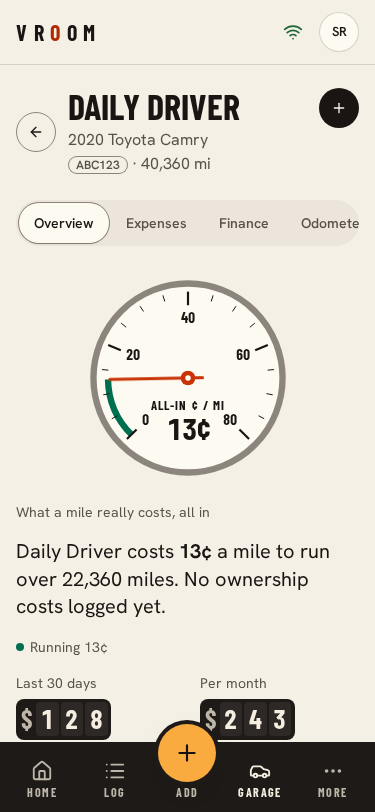 VROOM
SR
DAILY DRIVER
2020 Toyota Camry
ABC123 · 40,360 mi
Overview Expenses Finance Odomete
40
20 60
ALL-IN ¢ / MI
0 13¢ 80
What a mile really costs, all in
Daily Driver costs 13¢ a mile to run
over 22,360 miles. No ownership
costs logged yet.
Running 13¢
Last 30 days Per month
$128 $243
HOME LOG ADD GARAGE MORE